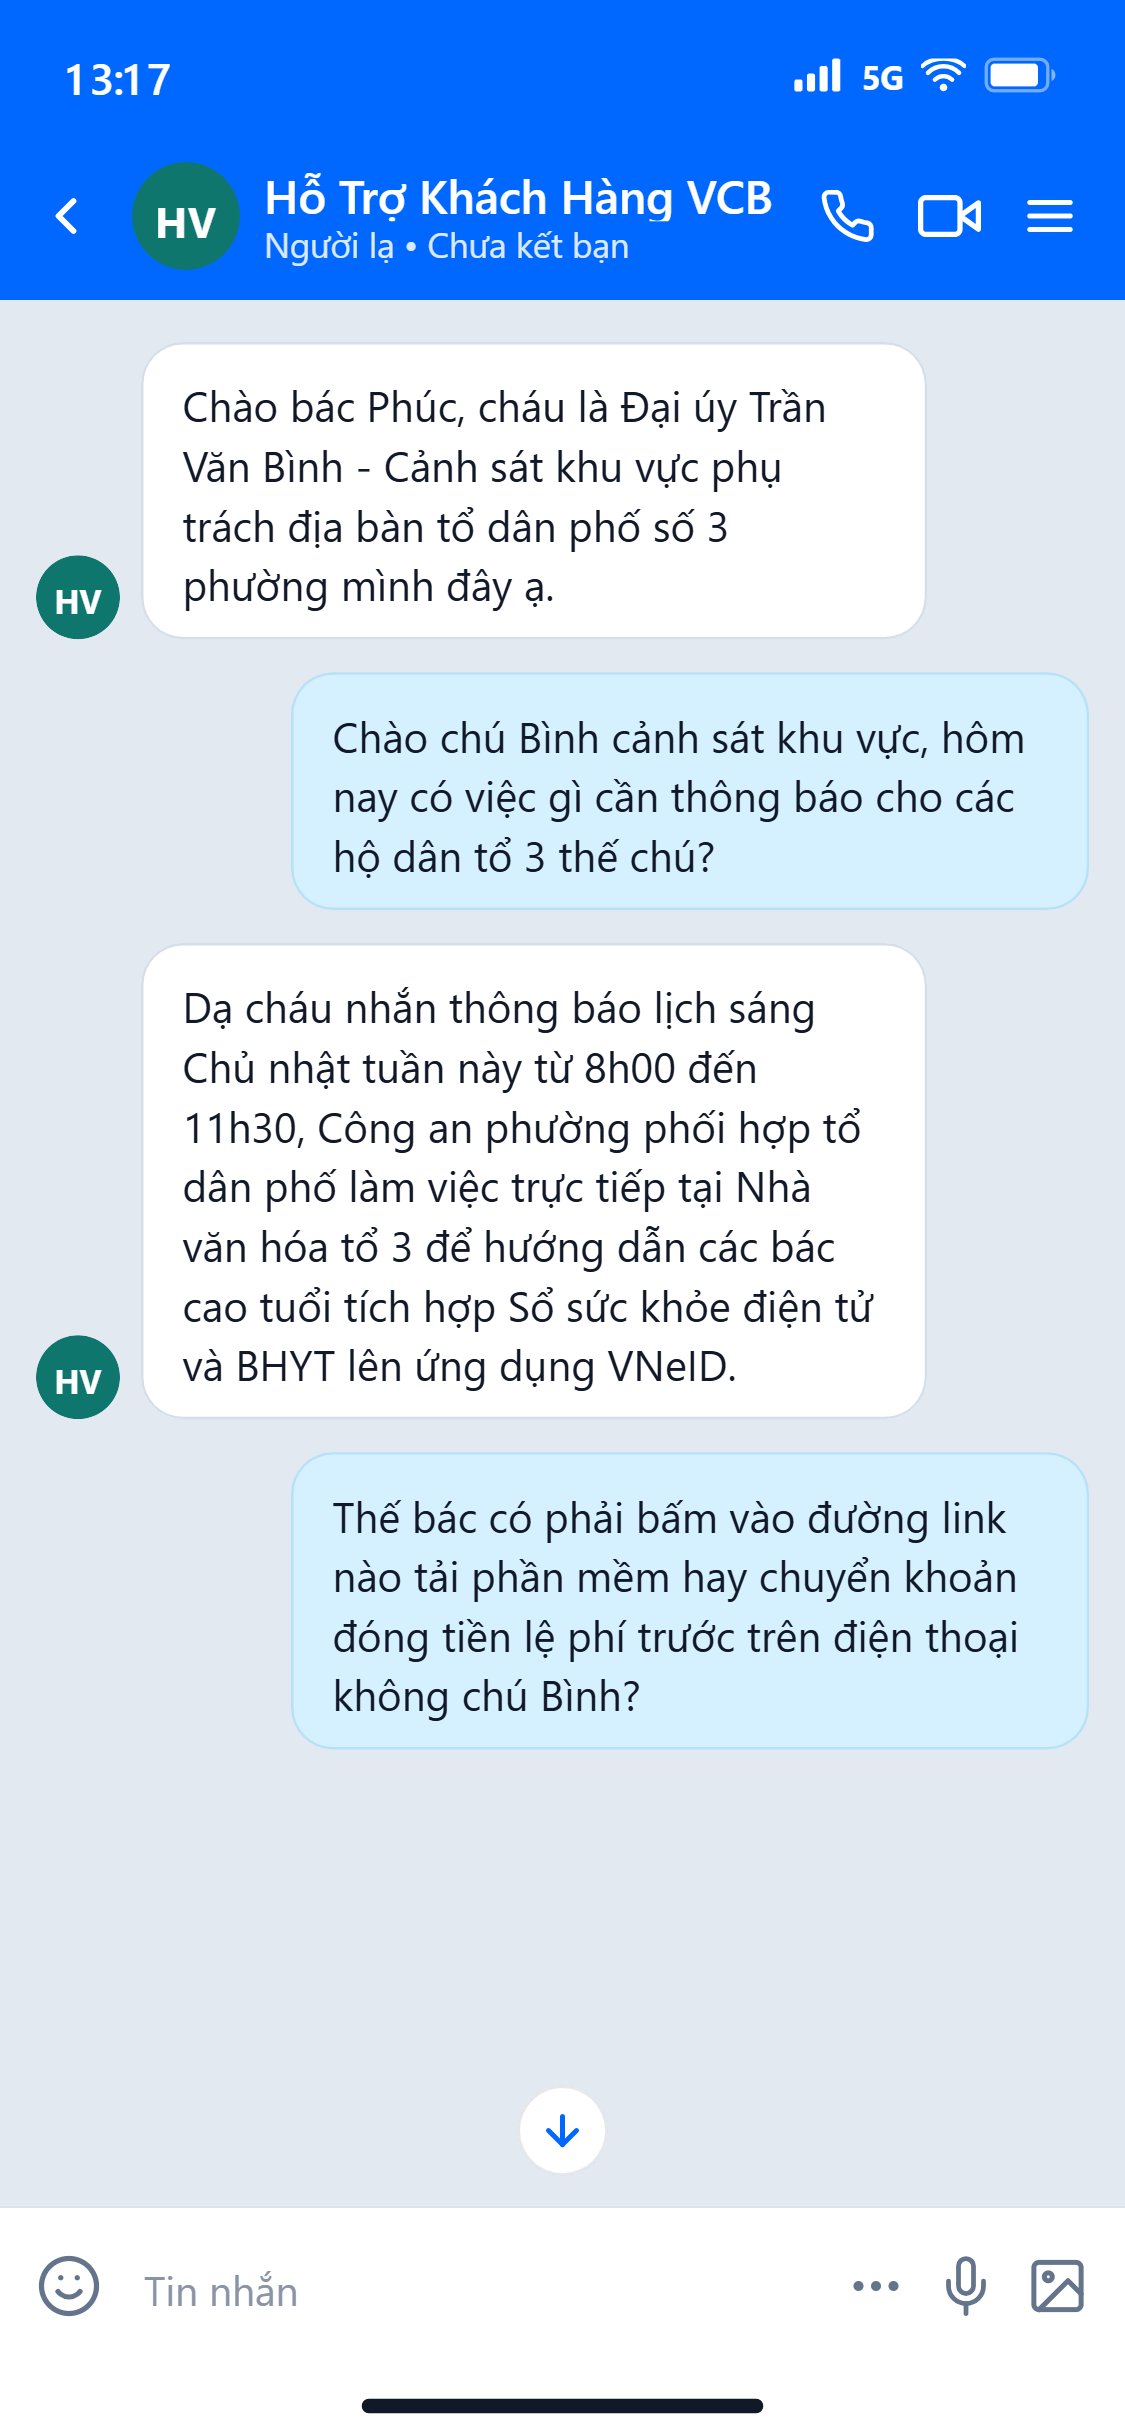 13:17
5G
HV
Hỗ Trợ Khách Hàng VCB
Người lạ • Chưa kết bạn
Chào bác Phúc, cháu là Đại úy Trần
Văn Bình - Cảnh sát khu vực phụ
trách địa bàn tổ dân phố số 3
phường mình đây ạ.
HV
Chào chú Bình cảnh sát khu vực, hôm
nay có việc gì cần thông báo cho các
hộ dân tổ 3 thế chú?
Dạ cháu nhắn thông báo lịch sáng
Chủ nhật tuần này từ 8h00 đến
11h30, Công an phường phối hợp tổ
dân phố làm việc trực tiếp tại Nhà
văn hóa tổ 3 để hướng dẫn các bác
cao tuổi tích hợp Sổ sức khỏe điện tử
và BHYT lên ứng dụng VNeID.
HV
Thế bác có phải bấm vào đường link
nào tải phần mềm hay chuyển khoản
đóng tiền lệ phí trước trên điện thoại
không chú Bình?
Tin nhắn